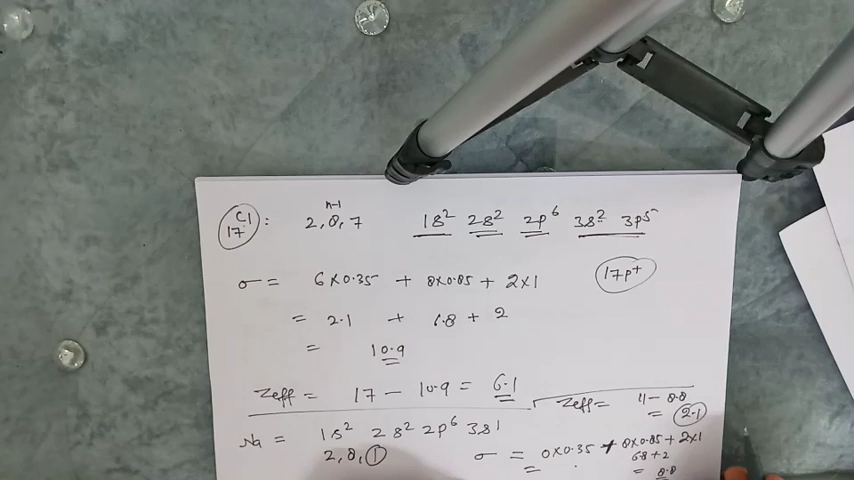 Cl 17 : 2, 8, 7 1s² 2s² 2p⁶ 3s² 3p⁵
n-1
σ = 6×0.35 + 8×0.85 + 2×1 17p⁺
= 2.1 + 6.8 + 2
= 10.9
Zeff = 17 – 10.9 = 6.1
Zeff = 11 – 8.8
= 2.1
Na = 1s² 2s² 2p⁶ 3s¹
2, 8, 1
σ = 0×0.35 + 8×0.85 + 2×1
6.8+2
= = 8.8